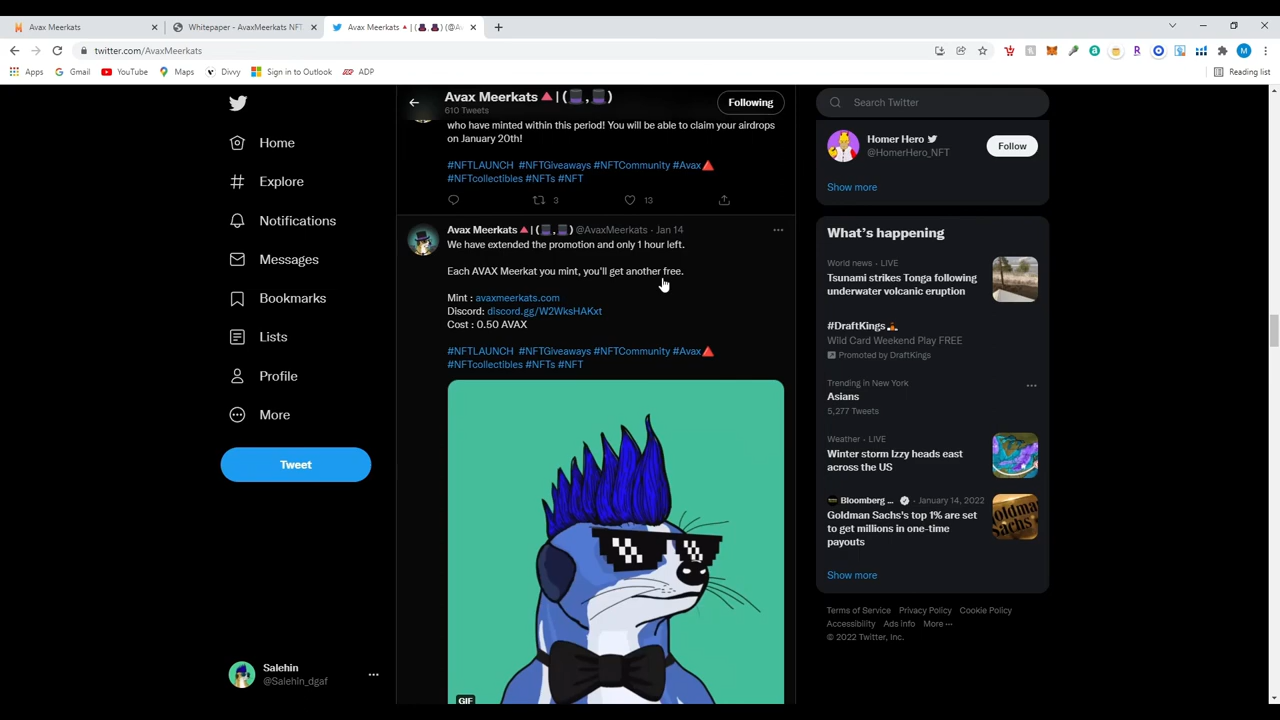 Avax Meerkats
Whitepaper - AvaxMeerkats NFT
Avax Meerkats🔺 | (🎩,🎩) (@Av
twitter.com/AvaxMeerkats
M
Apps
Gmail
YouTube
Maps
Divvy
Sign in to Outlook
ADP
Reading list
Home
Explore
Notifications
Messages
Bookmarks
Lists
Profile
More
Tweet
Salehin
@Salehin_dgaf
Avax Meerkats🔺 | (🎩,🎩)
610 Tweets
Following
who have minted within this period! You will be able to claim your airdrops
on January 20th!
#NFTLAUNCH #NFTGiveaways #NFTCommunity #Avax🔺
#NFTcollectibles #NFTs #NFT
3
13
Avax Meerkats🔺 | (🎩,🎩) @AvaxMeerkats · Jan 14
We have extended the promotion and only 1 hour left.
Each AVAX Meerkat you mint, you'll get another free.
Mint : avaxmeerkats.com
Discord: discord.gg/W2WksHAKxt
Cost : 0.50 AVAX
#NFTLAUNCH #NFTGiveaways #NFTCommunity #Avax🔺
#NFTcollectibles #NFTs #NFT
GIF
Search Twitter
Homer Hero
@HomerHero_NFT
Follow
Show more
What's happening
World news · LIVE
Tsunami strikes Tonga following
underwater volcanic eruption
#DraftKings
Wild Card Weekend Play FREE
Promoted by DraftKings
Trending in New York
Asians
5,277 Tweets
Weather · LIVE
Winter storm Izzy heads east
across the US
Bloomberg ... · January 14, 2022
Goldman Sachs's top 1% are set
to get millions in one-time
payouts
Show more
Terms of Service Privacy Policy Cookie Policy
Accessibility Ads info More ···
© 2022 Twitter, Inc.